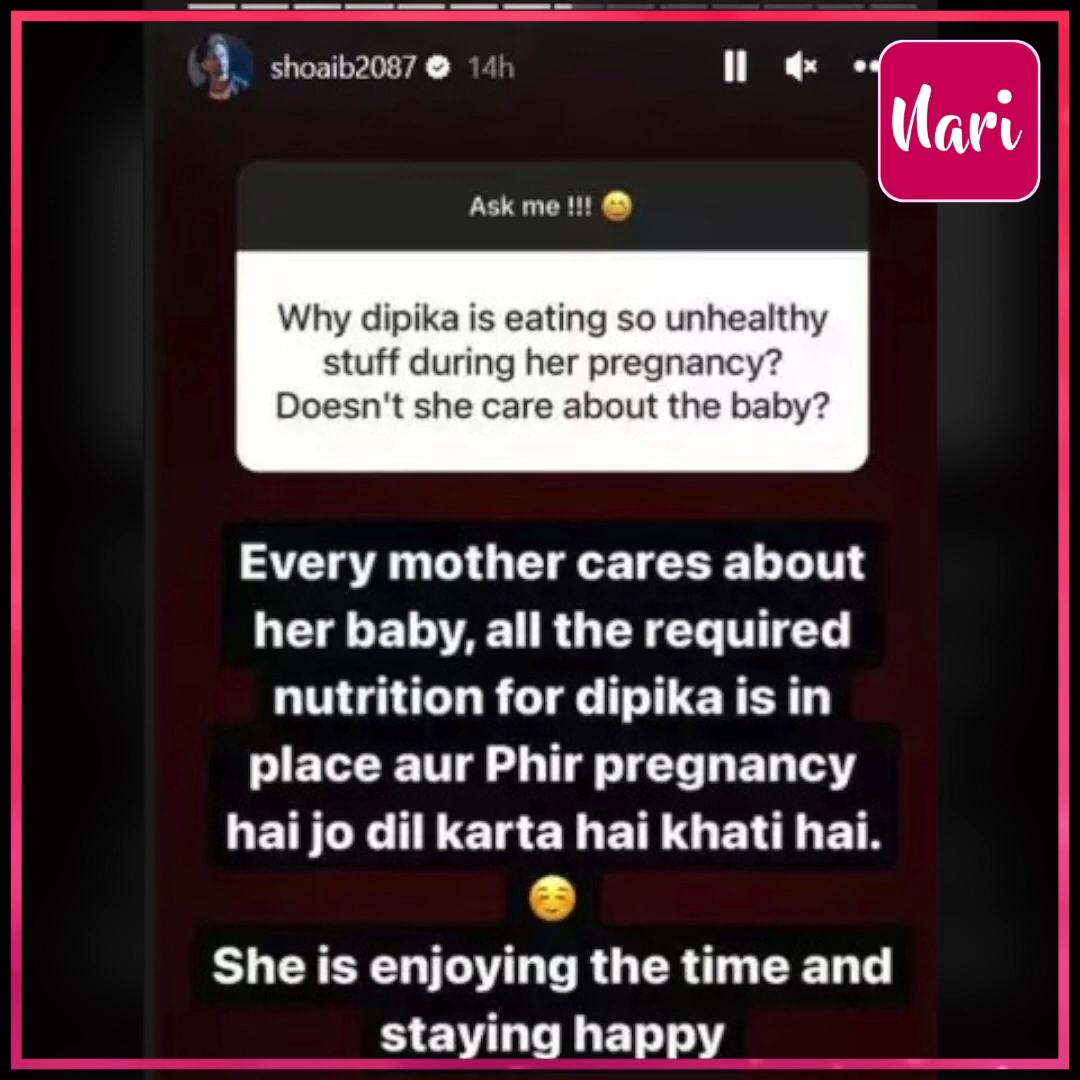 shoaib2087 14h
Nari
Ask me !!! 😊
Why dipika is eating so unhealthy
stuff during her pregnancy?
Doesn't she care about the baby?
Every mother cares about
her baby, all the required
nutrition for dipika is in
place aur Phir pregnancy
hai jo dil karta hai khati hai.
☺️
She is enjoying the time and
staying happy